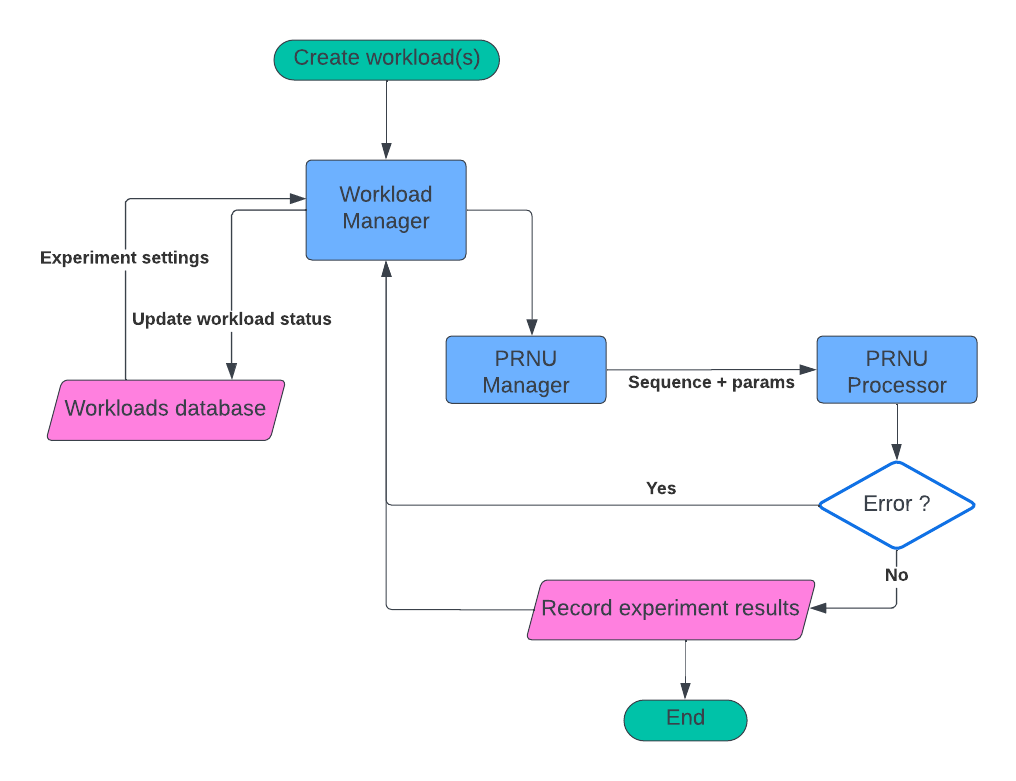 Create workload(s)
Workload
Manager
Experiment settings
Update workload status
PRNU
Manager
Sequence + params
PRNU
Processor
Workloads database
Yes
Error ?
No
Record experiment results
End